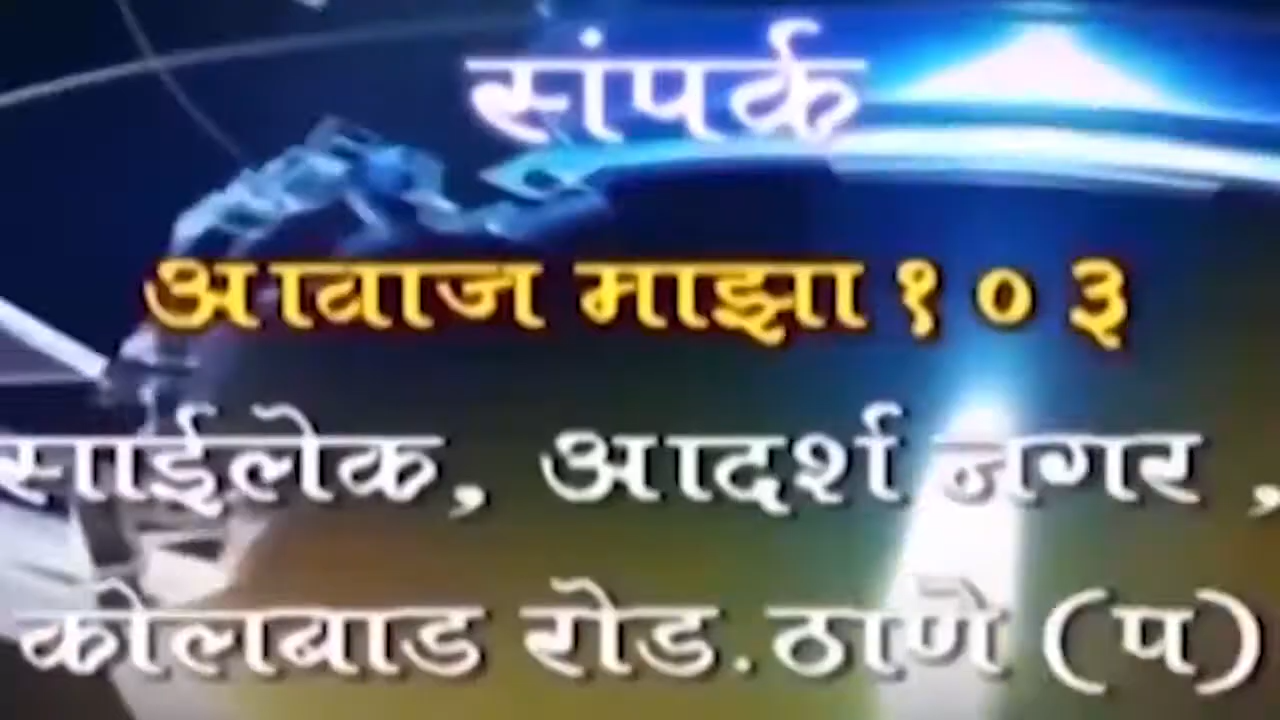 संपर्क
आवाज माझा १०३
साईलेक, आदर्श नगर ,
कोलबाड रोड.ठाणे (प)